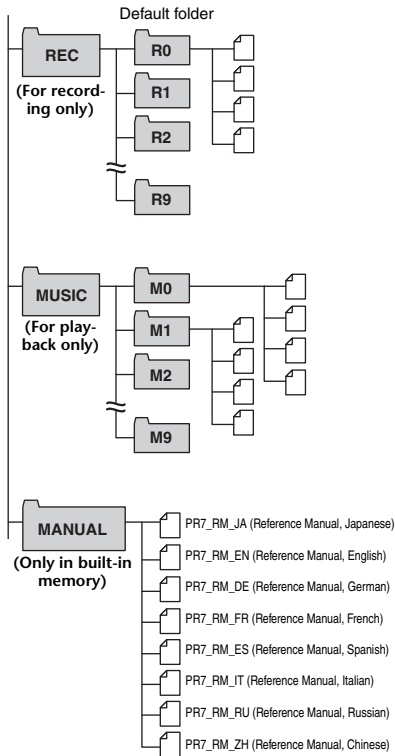 Default folder
REC
R0
(For record-
ing only)
R1
R2
R9
MUSIC
M0
(For play-
back only)
M1
M2
M9
MANUAL
(Only in built-in
memory)
PR7_RM_JA (Reference Manual, Japanese)
PR7_RM_EN (Reference Manual, English)
PR7_RM_DE (Reference Manual, German)
PR7_RM_FR (Reference Manual, French)
PR7_RM_ES (Reference Manual, Spanish)
PR7_RM_IT (Reference Manual, Italian)
PR7_RM_RU (Reference Manual, Russian)
PR7_RM_ZH (Reference Manual, Chinese)